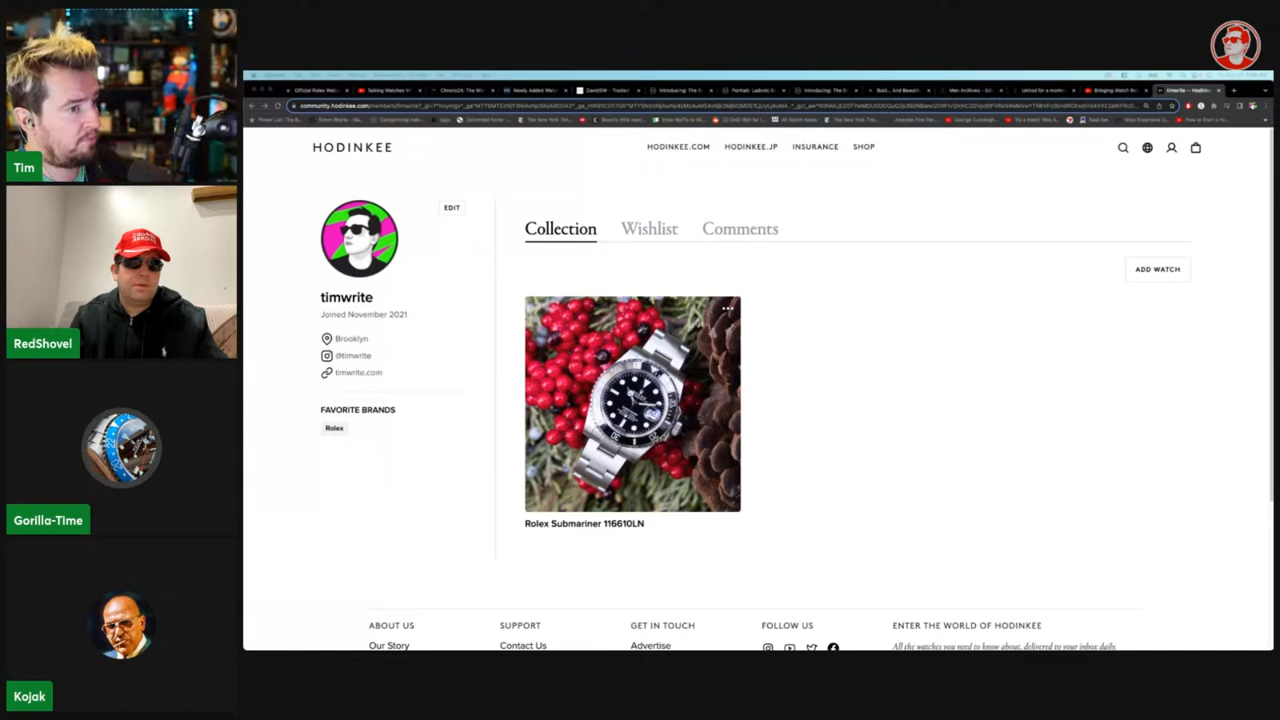 Tim
RedShovel
Gorilla-Time
Kojak
HODINKEE
HODINKEE.COM
HODINKEE.JP
INSURANCE
SHOP
EDIT
timwrite
Joined November 2021
Brooklyn
@timwrite
timwrite.com
FAVORITE BRANDS
Rolex
Collection
Wishlist
Comments
ADD WATCH
Rolex Submariner 116610LN
ABOUT US
Our Story
SUPPORT
Contact Us
GET IN TOUCH
Advertise
FOLLOW US
ENTER THE WORLD OF HODINKEE
All the watches you need to know about, delivered to your inbox daily.